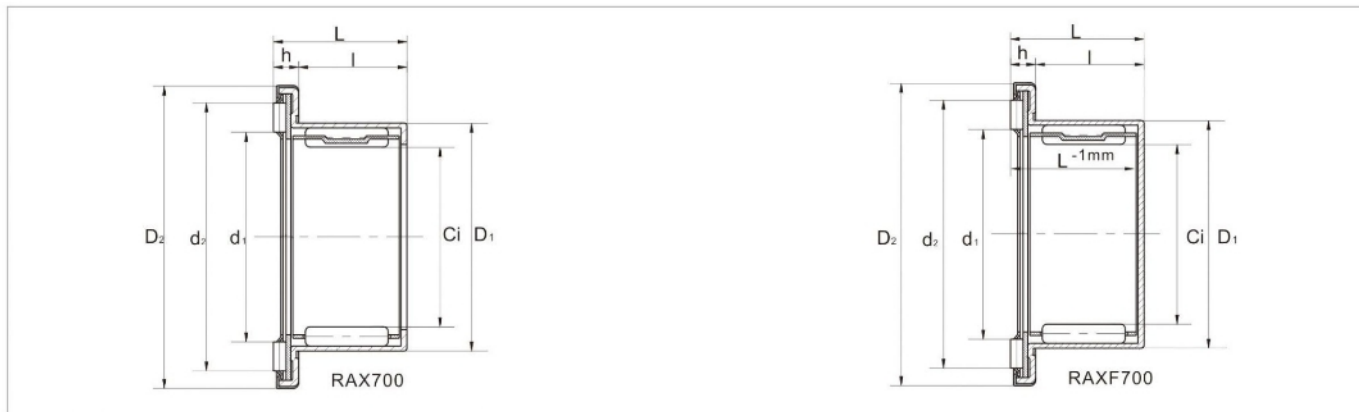 L
h l
D2 d2 d1 Ci D1
RAX700
L
h l
L -1mm
D2 d2 d1 Ci D1
RAXF700